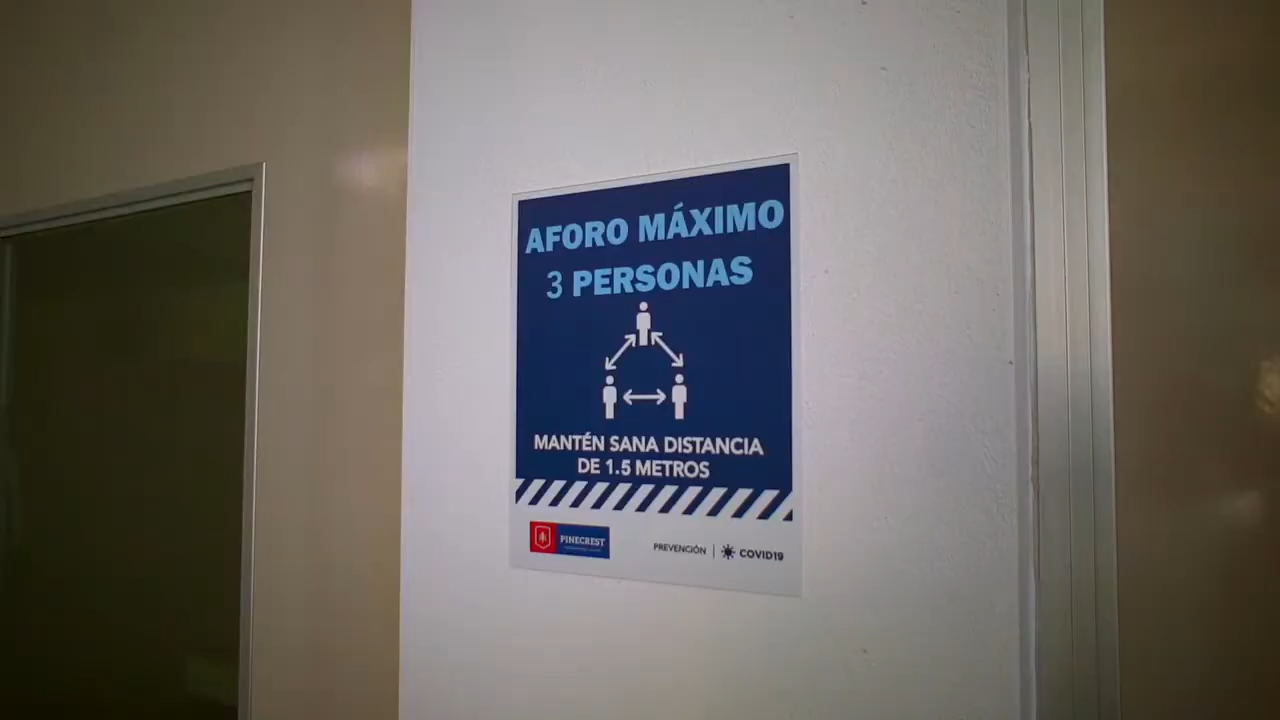 AFORO MÁXIMO
3 PERSONAS
MANTÉN SANA DISTANCIA
DE 1.5 METROS
PINECREST
PREVENCIÓN | COVID19